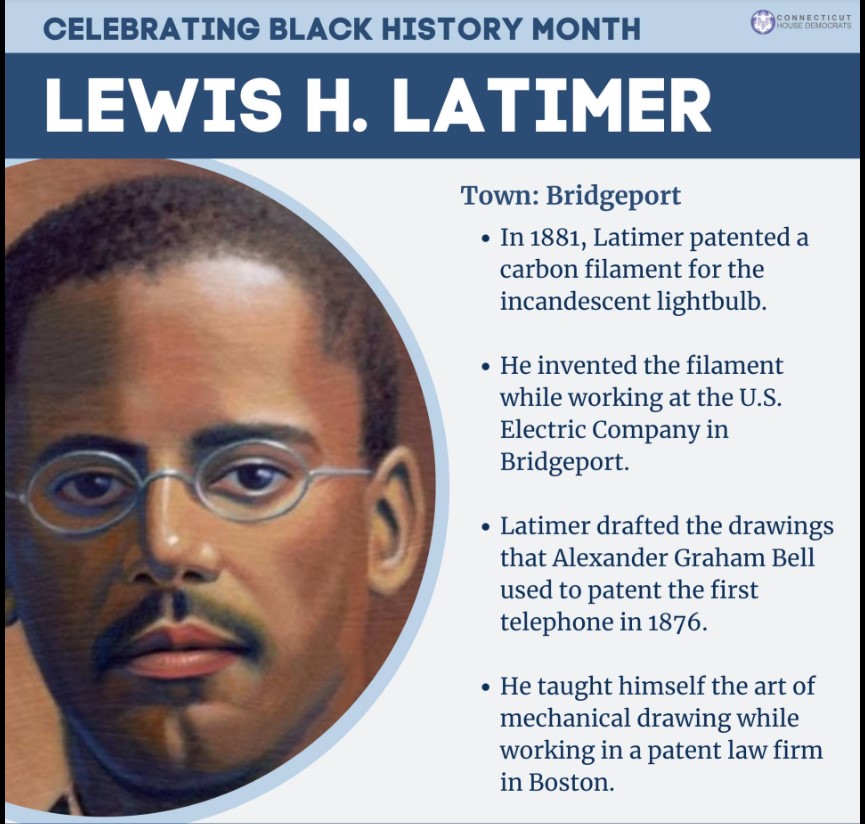 CELEBRATING BLACK HISTORY MONTH
CONNECTICUT
HOUSE DEMOCRATS
LEWIS H. LATIMER
Town: Bridgeport
• In 1881, Latimer patented a
carbon filament for the
incandescent lightbulb.
• He invented the filament
while working at the U.S.
Electric Company in
Bridgeport.
• Latimer drafted the drawings
that Alexander Graham Bell
used to patent the first
telephone in 1876.
• He taught himself the art of
mechanical drawing while
working in a patent law firm
in Boston.